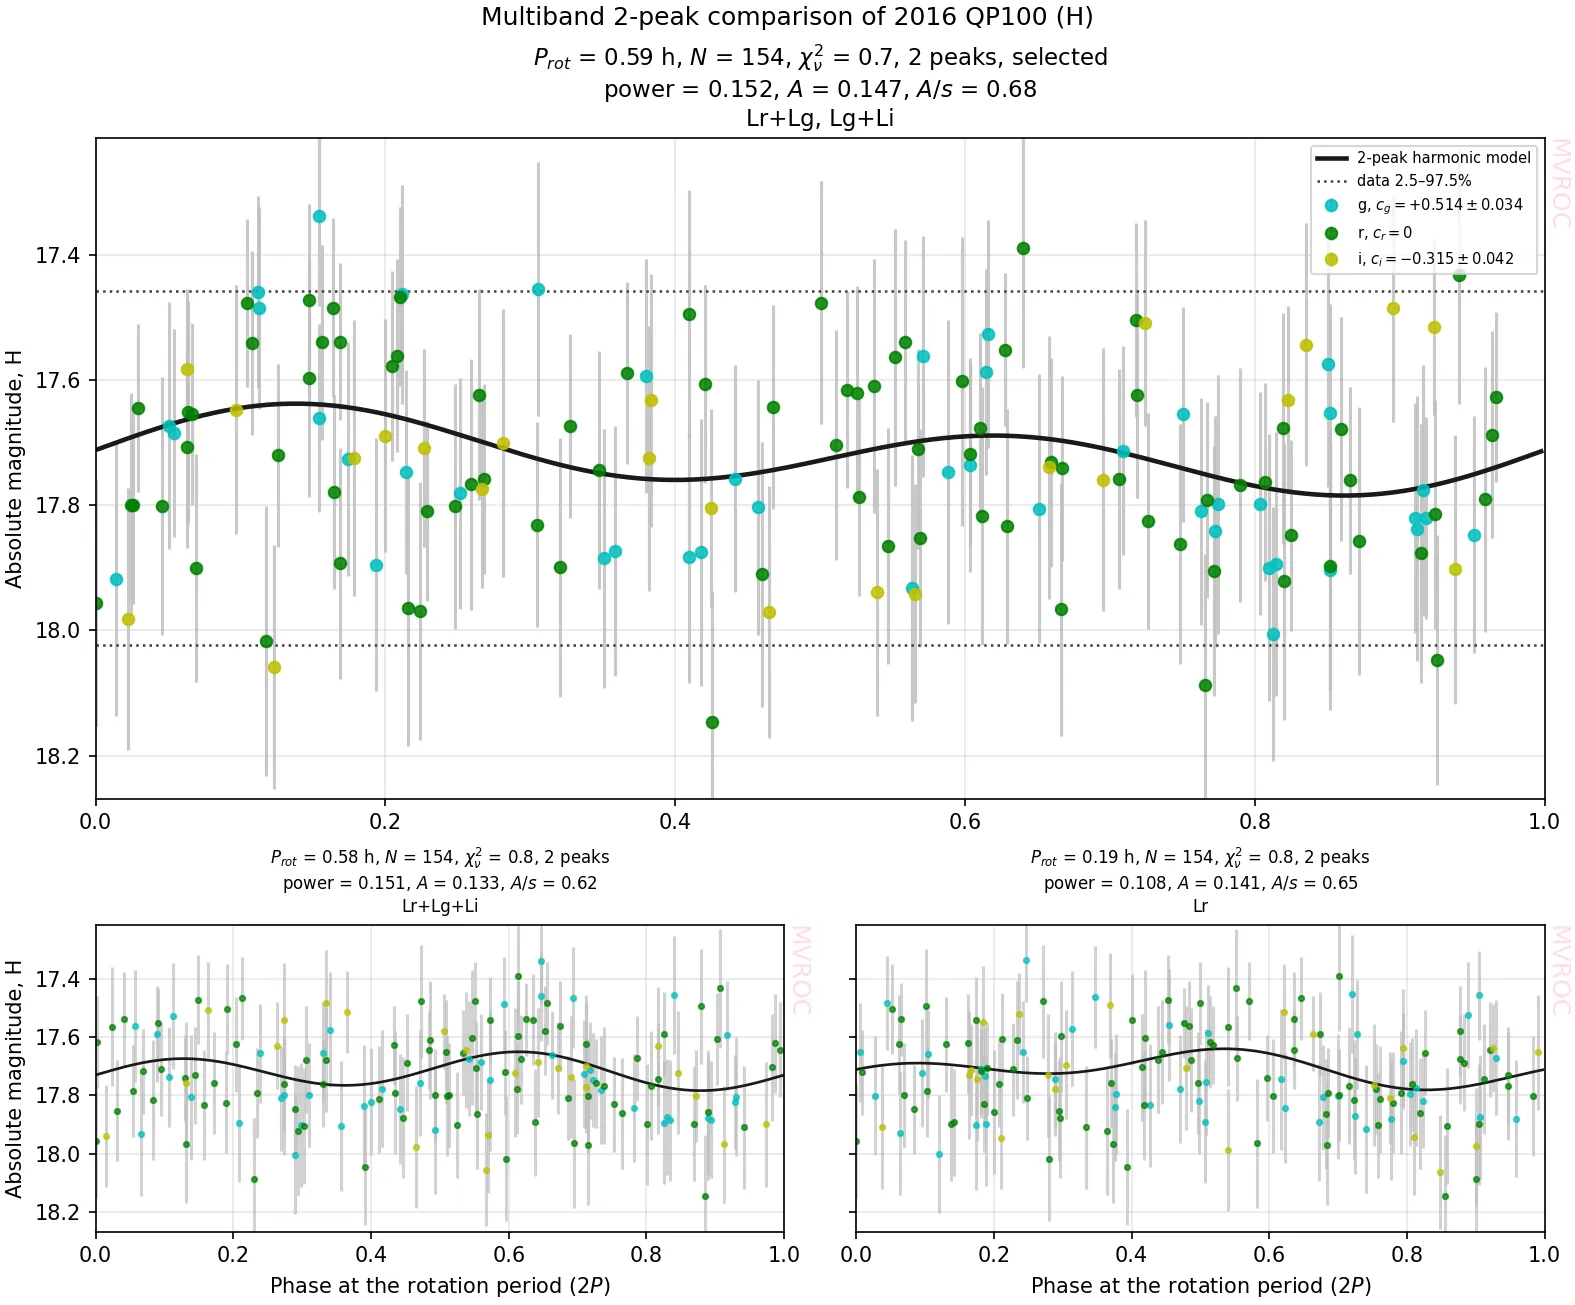 Multiband 2-peak comparison of 2016 QP100 (H)
P_rot = 0.59 h, N = 154, χ²_ν = 0.7, 2 peaks, selected
power = 0.152, A = 0.147, A/s = 0.68
Lr+Lg, Lg+Li
2-peak harmonic model
data 2.5–97.5%
g, c_g = +0.514 ± 0.034
r, c_r = 0
i, c_i = −0.315 ± 0.042
MVROC
Absolute magnitude, H
17.4
17.6
17.8
18.0
18.2
0.0 0.2 0.4 0.6 0.8 1.0
P_rot = 0.58 h, N = 154, χ²_ν = 0.8, 2 peaks
power = 0.151, A = 0.133, A/s = 0.62
Lr+Lg+Li
MVROC
Absolute magnitude, H
17.4
17.6
17.8
18.0
18.2
0.0 0.2 0.4 0.6 0.8 1.0
Phase at the rotation period (2P)
P_rot = 0.19 h, N = 154, χ²_ν = 0.8, 2 peaks
power = 0.108, A = 0.141, A/s = 0.65
Lr
MVROC
0.0 0.2 0.4 0.6 0.8 1.0
Phase at the rotation period (2P)